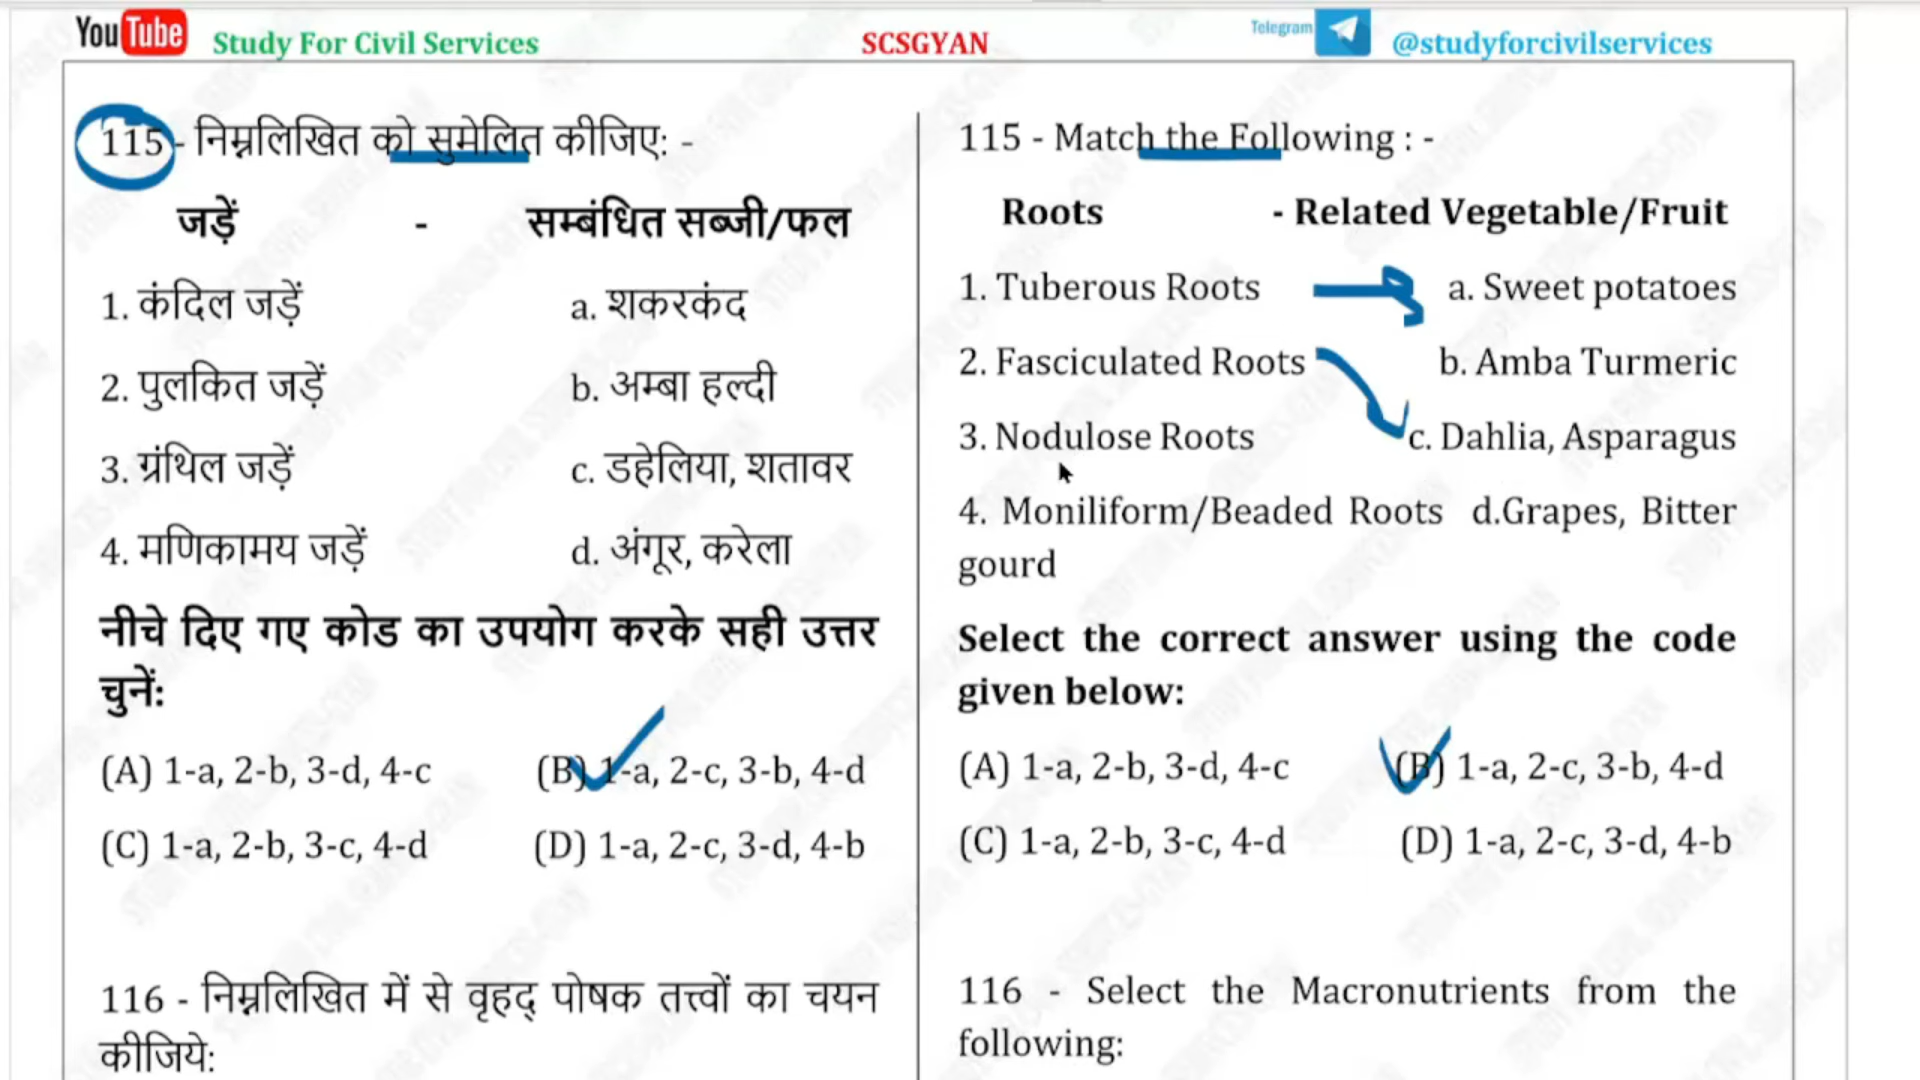 YouTube Study For Civil Services SCSGYAN Telegram @studyforcivilservices
115 - निम्नलिखित को सुमेलित कीजिए: -
जड़ें - सम्बंधित सब्जी/फल
1. कंदिल जड़ें a. शकरकंद
2. पुलकित जड़ें b. अम्बा हल्दी
3. ग्रंथिल जड़ें c. डहेलिया, शतावर
4. मणिकामय जड़ें d. अंगूर, करेला
नीचे दिए गए कोड का उपयोग करके सही उत्तर
चुनें:
(A) 1-a, 2-b, 3-d, 4-c (B) 1-a, 2-c, 3-b, 4-d
(C) 1-a, 2-b, 3-c, 4-d (D) 1-a, 2-c, 3-d, 4-b
116 - निम्नलिखित में से वृहद् पोषक तत्त्वों का चयन
कीजिये:
115 - Match the Following : -
Roots - Related Vegetable/Fruit
1. Tuberous Roots a. Sweet potatoes
2. Fasciculated Roots b. Amba Turmeric
3. Nodulose Roots c. Dahlia, Asparagus
4. Moniliform/Beaded Roots d.Grapes, Bitter
gourd
Select the correct answer using the code
given below:
(A) 1-a, 2-b, 3-d, 4-c (B) 1-a, 2-c, 3-b, 4-d
(C) 1-a, 2-b, 3-c, 4-d (D) 1-a, 2-c, 3-d, 4-b
116 - Select the Macronutrients from the
following: